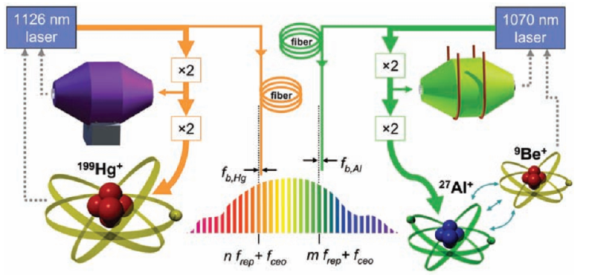 1126 nm
laser
fiber
1070 nm
laser
×2
×2
fiber
×2
×2
199Hg+
fb,Hg
fb,Al
27Al+
9Be+
n frep + fceo
m frep + fceo